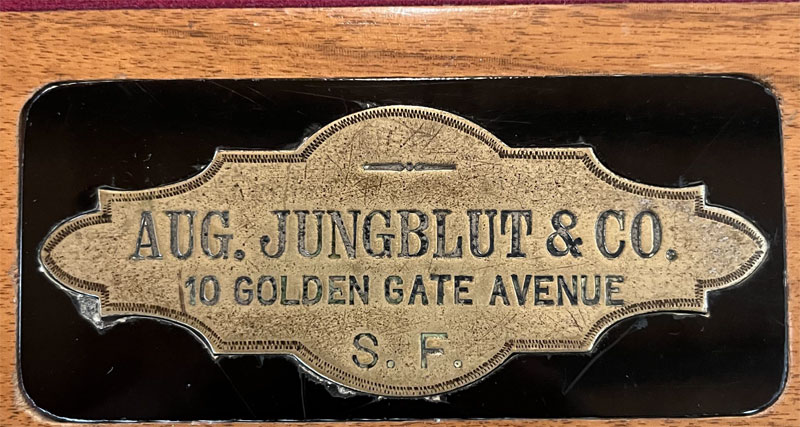 AUG. JUNGBLUT & CO.
10 GOLDEN GATE AVENUE
S. F.